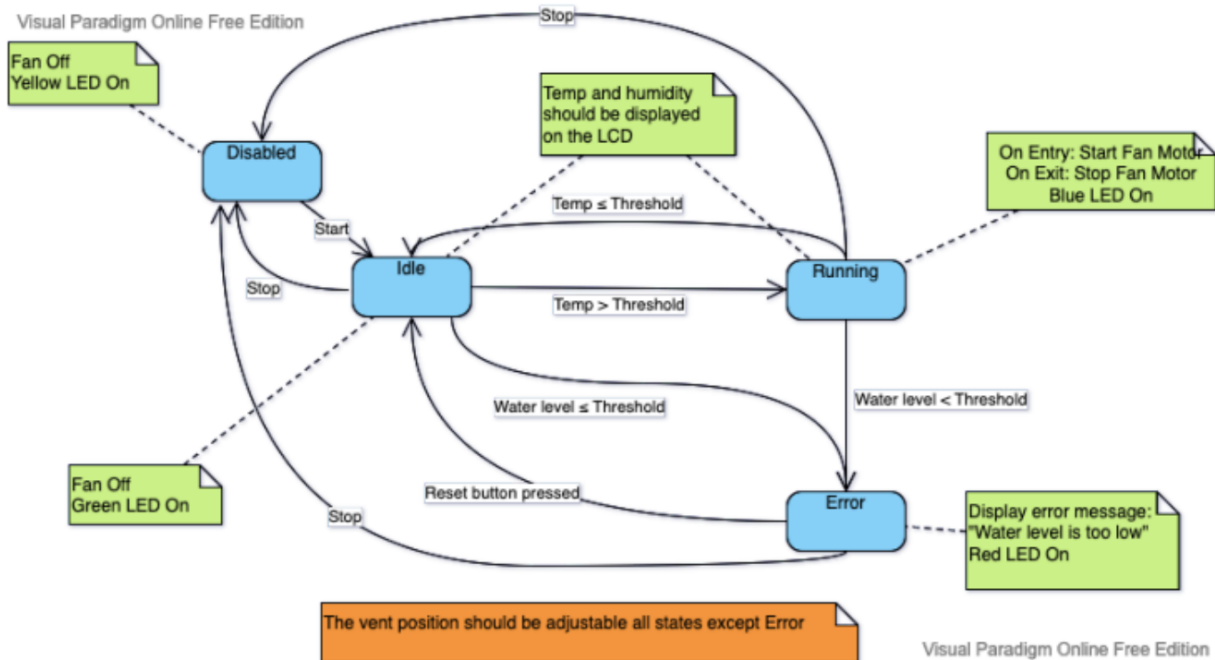 Visual Paradigm Online Free Edition
Stop
Fan Off
Yellow LED On
Temp and humidity
should be displayed
on the LCD
Disabled
On Entry: Start Fan Motor
On Exit: Stop Fan Motor
Blue LED On
Temp ≤ Threshold
Start
Idle
Running
Stop
Temp > Threshold
Water level ≤ Threshold
Water level < Threshold
Fan Off
Green LED On
Reset button pressed
Stop
Error
Display error message:
"Water level is too low"
Red LED On
The vent position should be adjustable all states except Error
Visual Paradigm Online Free Edition